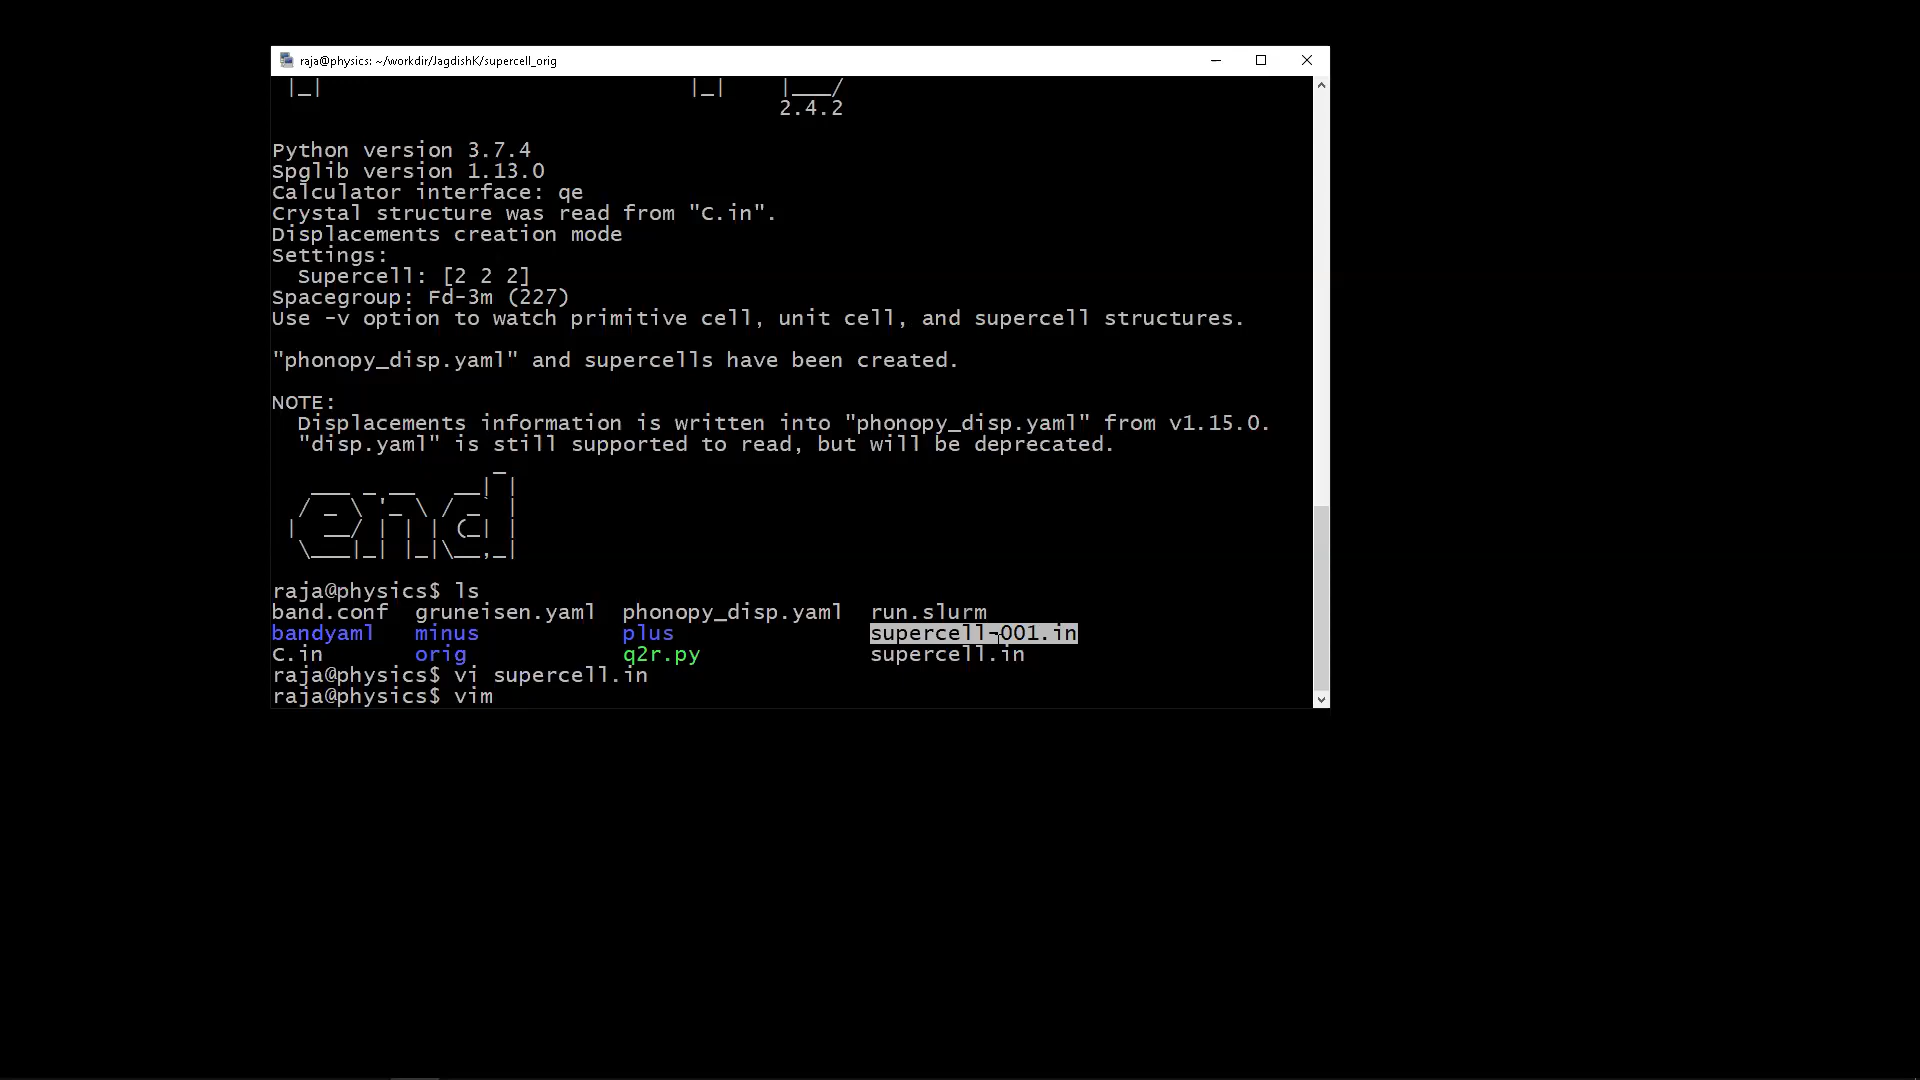 raja@physics: ~/workdir/JagdishK/supercell_orig
2.4.2
Python version 3.7.4
Spglib version 1.13.0
Calculator interface: qe
Crystal structure was read from "C.in".
Displacements creation mode
Settings:
Supercell: [2 2 2]
Spacegroup: Fd-3m (227)
Use -v option to watch primitive cell, unit cell, and supercell structures.
"phonopy_disp.yaml" and supercells have been created.
NOTE:
Displacements information is written into "phonopy_disp.yaml" from v1.15.0.
"disp.yaml" is still supported to read, but will be deprecated.
end
raja@physics$ ls
band.conf gruneisen.yaml phonopy_disp.yaml run.slurm
bandyaml minus plus supercell-001.in
C.in orig q2r.py supercell.in
raja@physics$ vi supercell.in
raja@physics$ vim